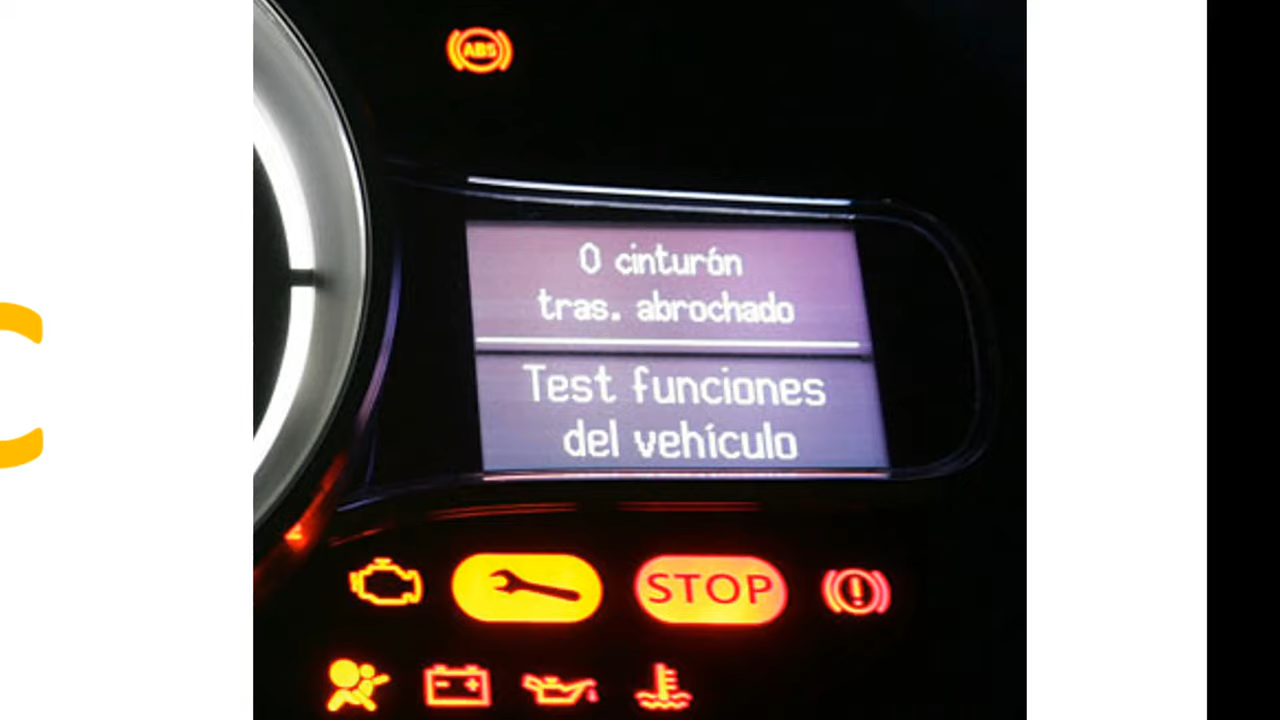 ABS
0 cinturón
tras. abrochado
Test funciones
del vehículo
STOP